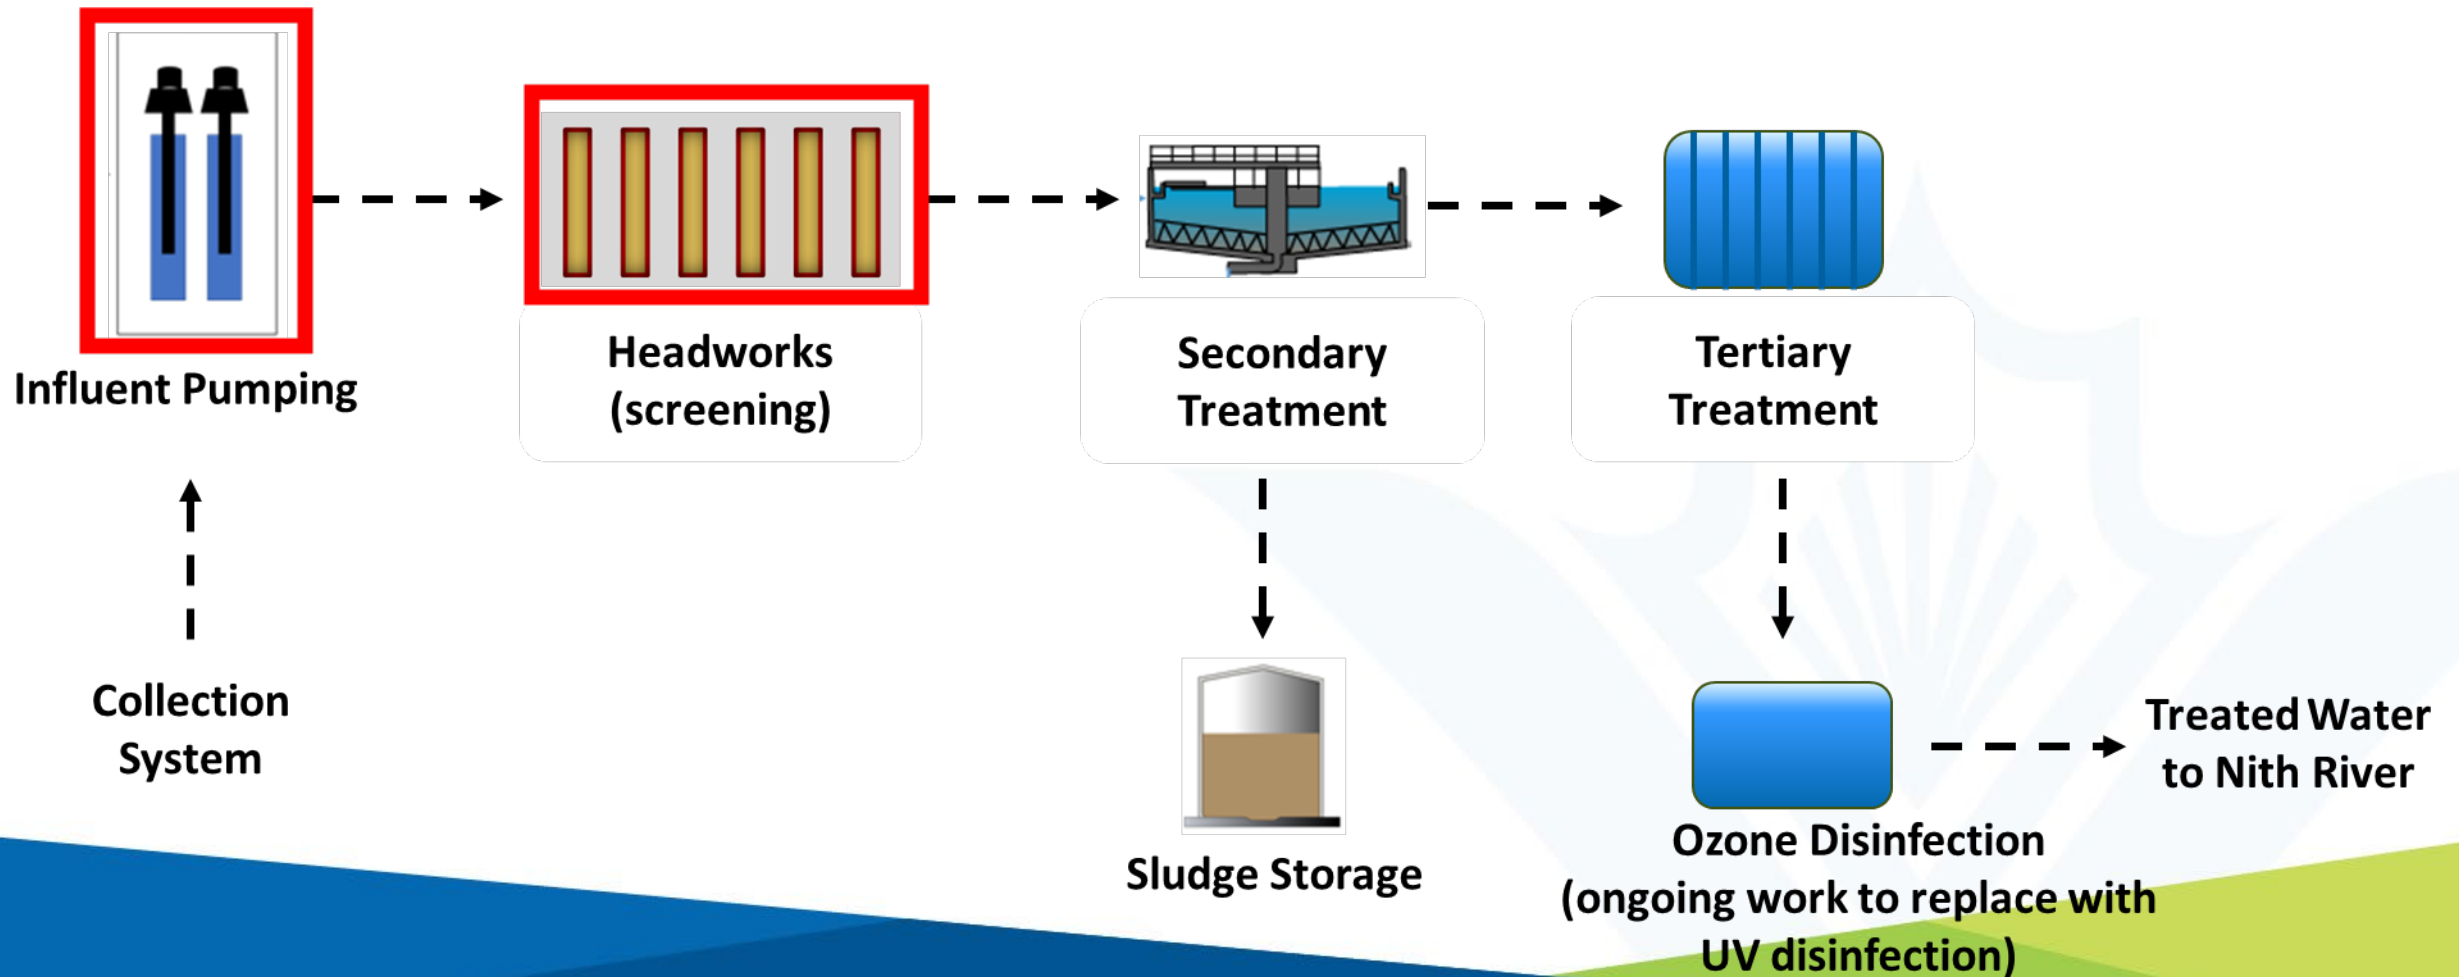 Influent Pumping
Headworks
(screening)
Secondary
Treatment
Tertiary
Treatment
Collection
System
Sludge Storage
Ozone Disinfection
(ongoing work to replace with
UV disinfection)
Treated Water
to Nith River